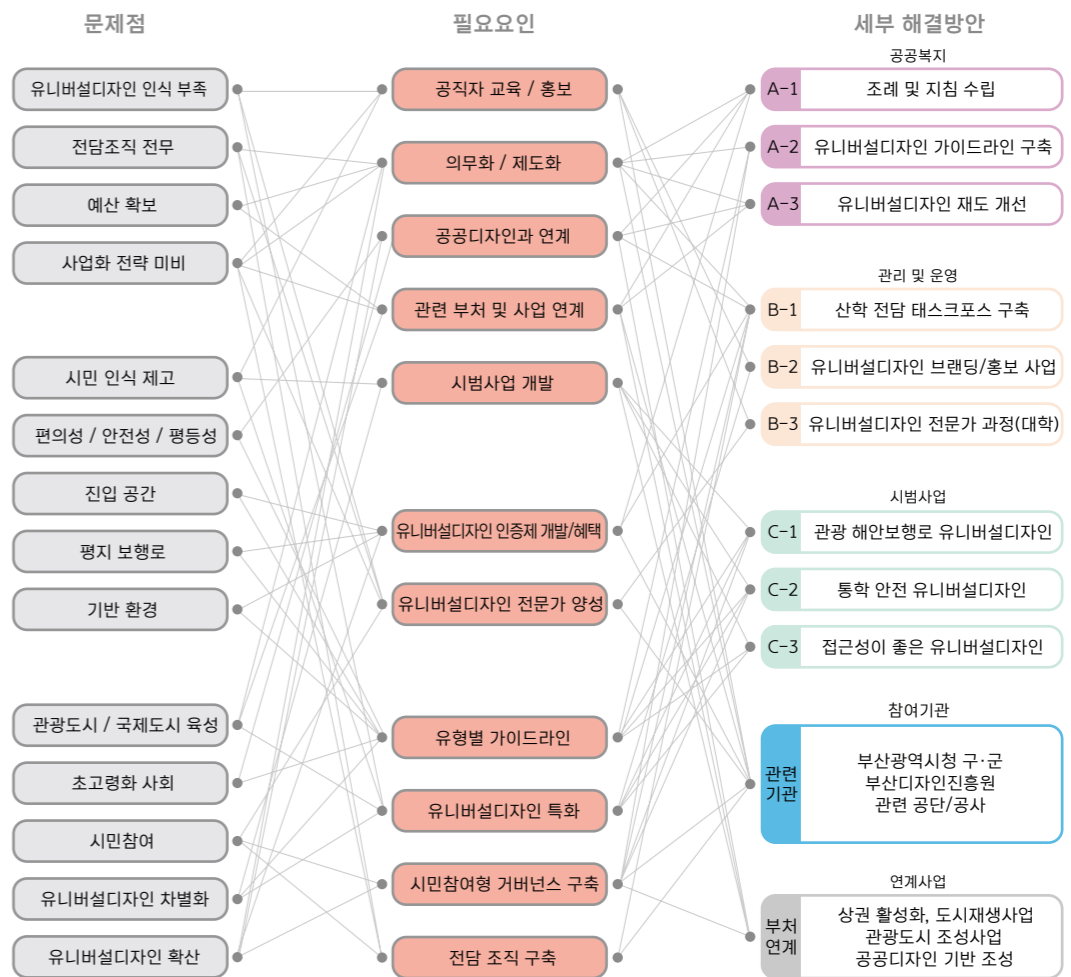 문제점
필요요인
세부 해결방안
유니버설디자인 인식 부족
전담조직 전무
예산 확보
사업화 전략 미비
시민 인식 제고
편의성 / 안전성 / 평등성
진입 공간
평지 보행로
기반 환경
관광도시 / 국제도시 육성
초고령화 사회
시민참여
유니버설디자인 차별화
유니버설디자인 확산
공직자 교육 / 홍보
의무화 / 제도화
공공디자인과 연계
관련 부처 및 사업 연계
시범사업 개발
유니버설디자인 인증제 개발/혜택
유니버설디자인 전문가 양성
유형별 가이드라인
유니버설디자인 특화
시민참여형 거버넌스 구축
전담 조직 구축
공공복지
A-1 조례 및 지침 수립
A-2 유니버설디자인 가이드라인 구축
A-3 유니버설디자인 재도 개선
관리 및 운영
B-1 산학 전담 태스크포스 구축
B-2 유니버설디자인 브랜딩/홍보 사업
B-3 유니버설디자인 전문가 과정(대학)
시범사업
C-1 관광 해안보행로 유니버설디자인
C-2 통학 안전 유니버설디자인
C-3 접근성이 좋은 유니버설디자인
참여기관
관련
기관
부산광역시청 구·군
부산디자인진흥원
관련 공단/공사
연계사업
부처
연계
상권 활성화, 도시재생사업
관광도시 조성사업
공공디자인 기반 조성